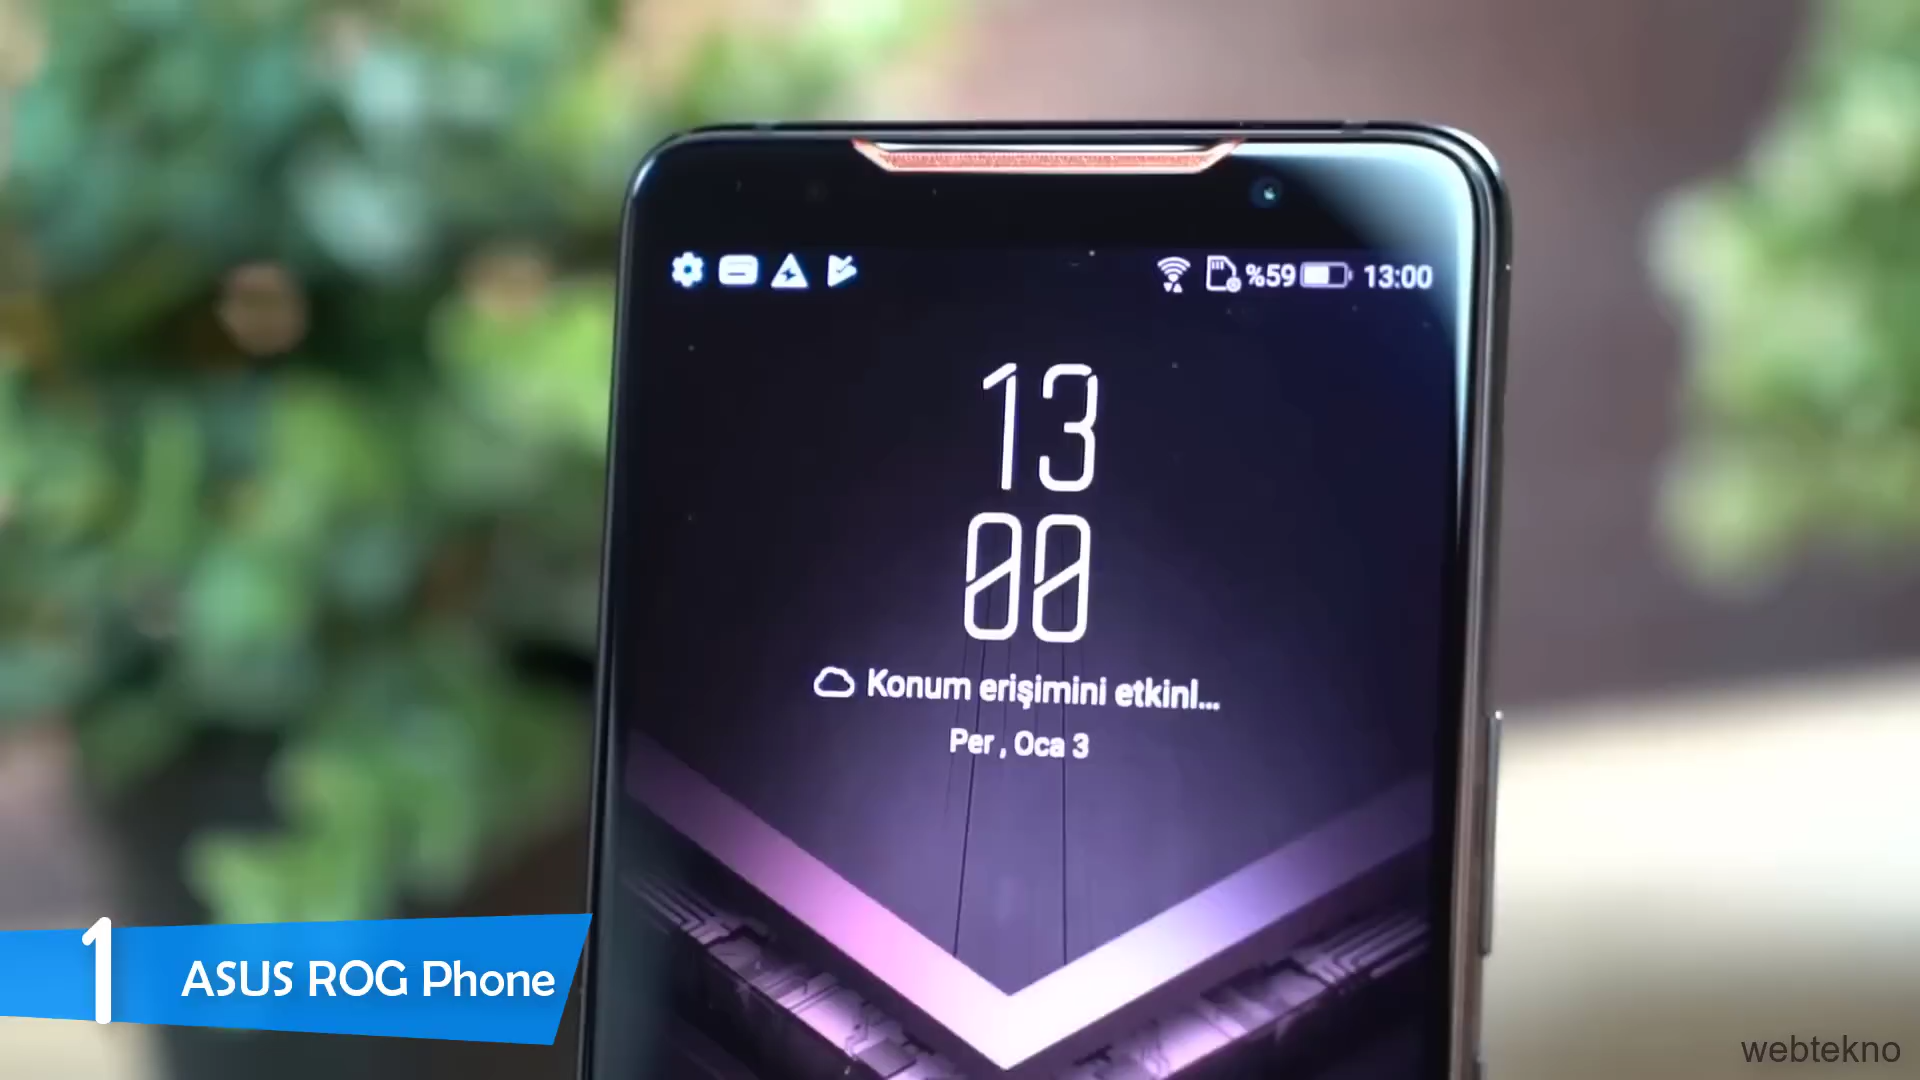 %59 13:00
13
00
Konum erişimini etkinl...
Per , Oca 3
1 ASUS ROG Phone
webtekno